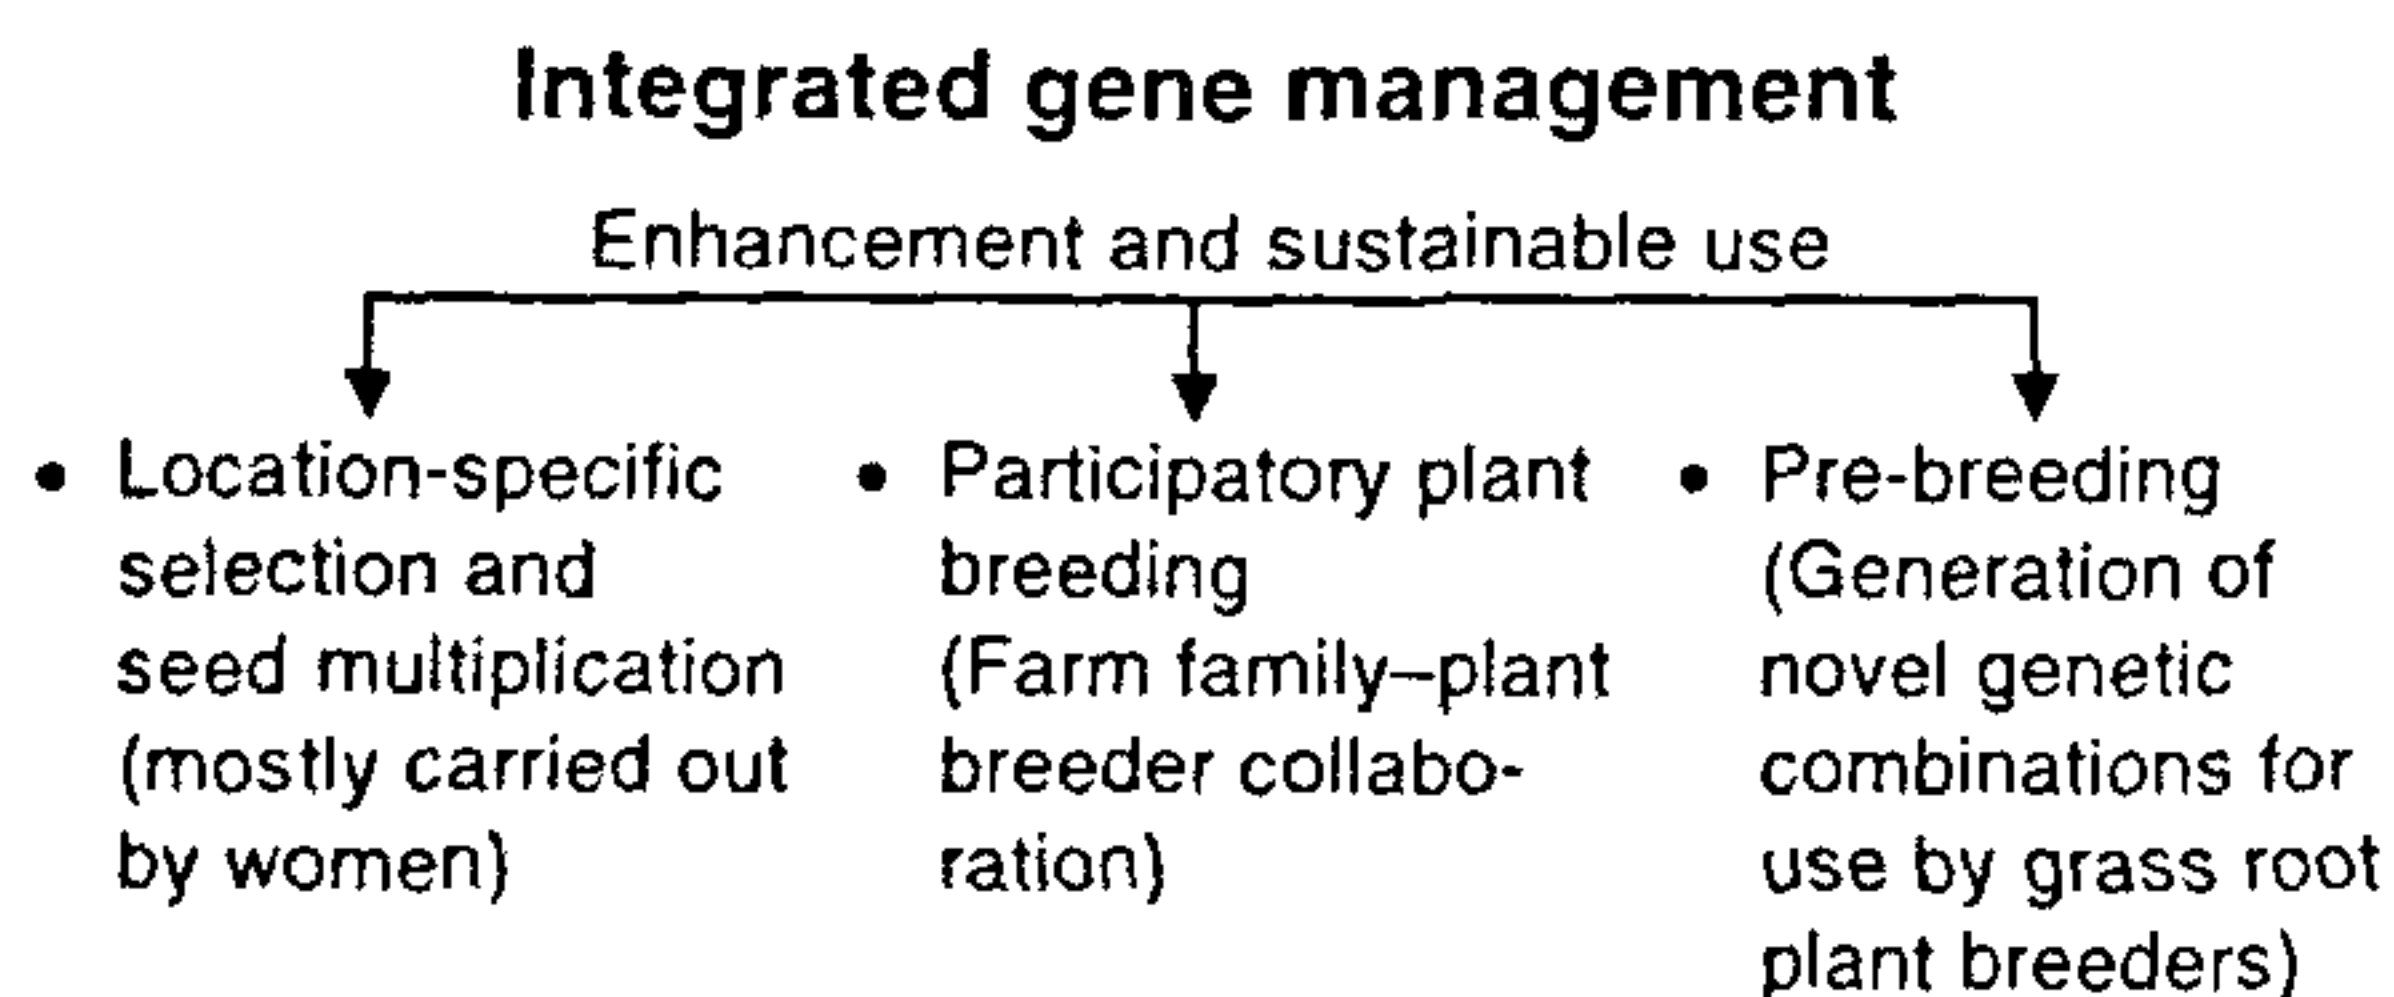 Integrated gene management
Enhancement and sustainable use
• Location-specific
selection and
seed multiplication
(mostly carried out
by women)
• Participatory plant
breeding
(Farm family–plant
breeder collabo-
ration)
• Pre-breeding
(Generation of
novel genetic
combinations for
use by grass root
plant breeders)